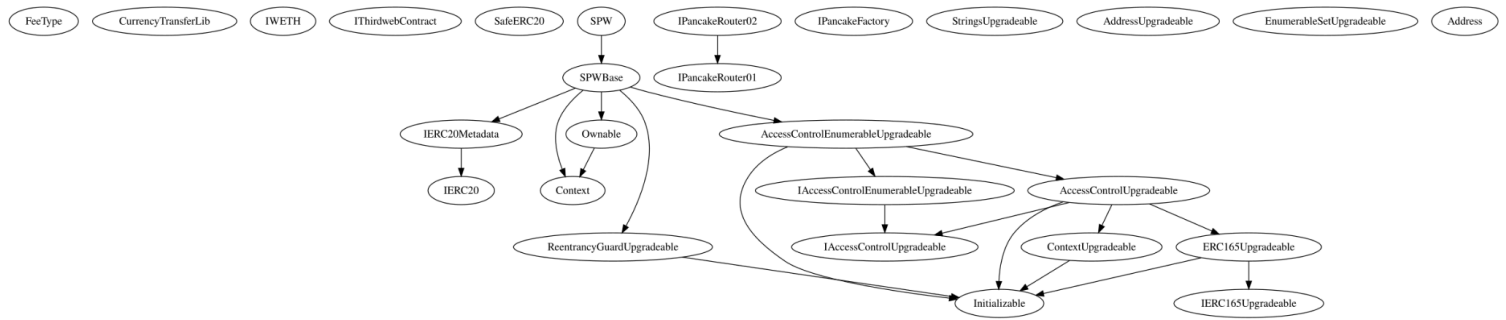 FeeType
CurrencyTransferLib
IWETH
IThirdwebContract
SafeERC20
SPW
IPancakeRouter02
IPancakeFactory
StringsUpgradeable
AddressUpgradeable
EnumerableSetUpgradeable
Address
SPWBase
IPancakeRouter01
IERC20Metadata
Ownable
AccessControlEnumerableUpgradeable
IERC20
Context
IAccessControlEnumerableUpgradeable
AccessControlUpgradeable
ReentrancyGuardUpgradeable
IAccessControlUpgradeable
ContextUpgradeable
ERC165Upgradeable
Initializable
IERC165Upgradeable